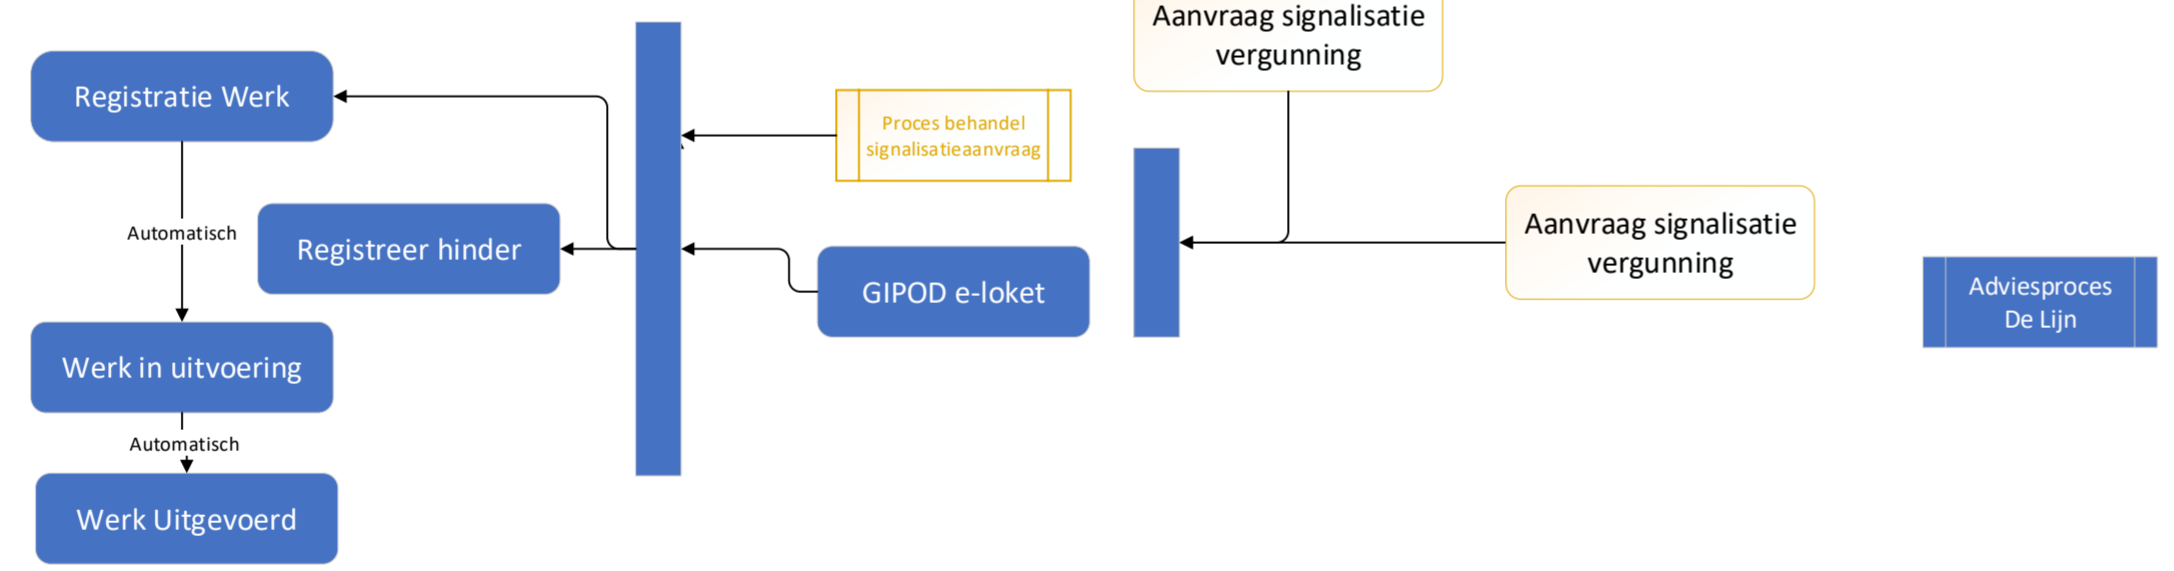 Aanvraag signalisatie
vergunning
Registratie Werk
Proces behandel
signalisatieaanvraag
Automatisch
Registreer hinder
GIPOD e-loket
Aanvraag signalisatie
vergunning
Adviesproces
De Lijn
Werk in uitvoering
Automatisch
Werk Uitgevoerd